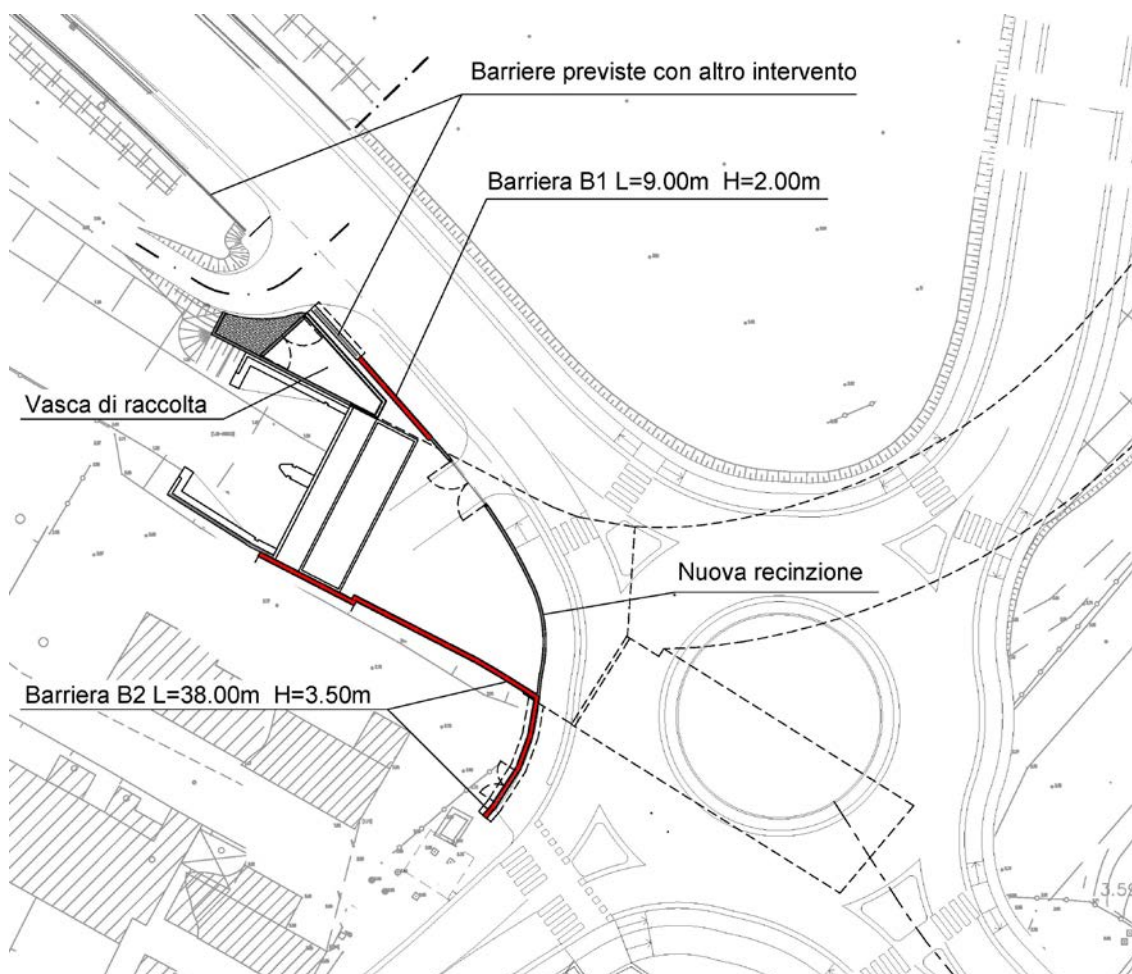 Barriere previste con altro intervento
Barriera B1 L=9.00m H=2.00m
Vasca di raccolta
Nuova recinzione
Barriera B2 L=38.00m H=3.50m